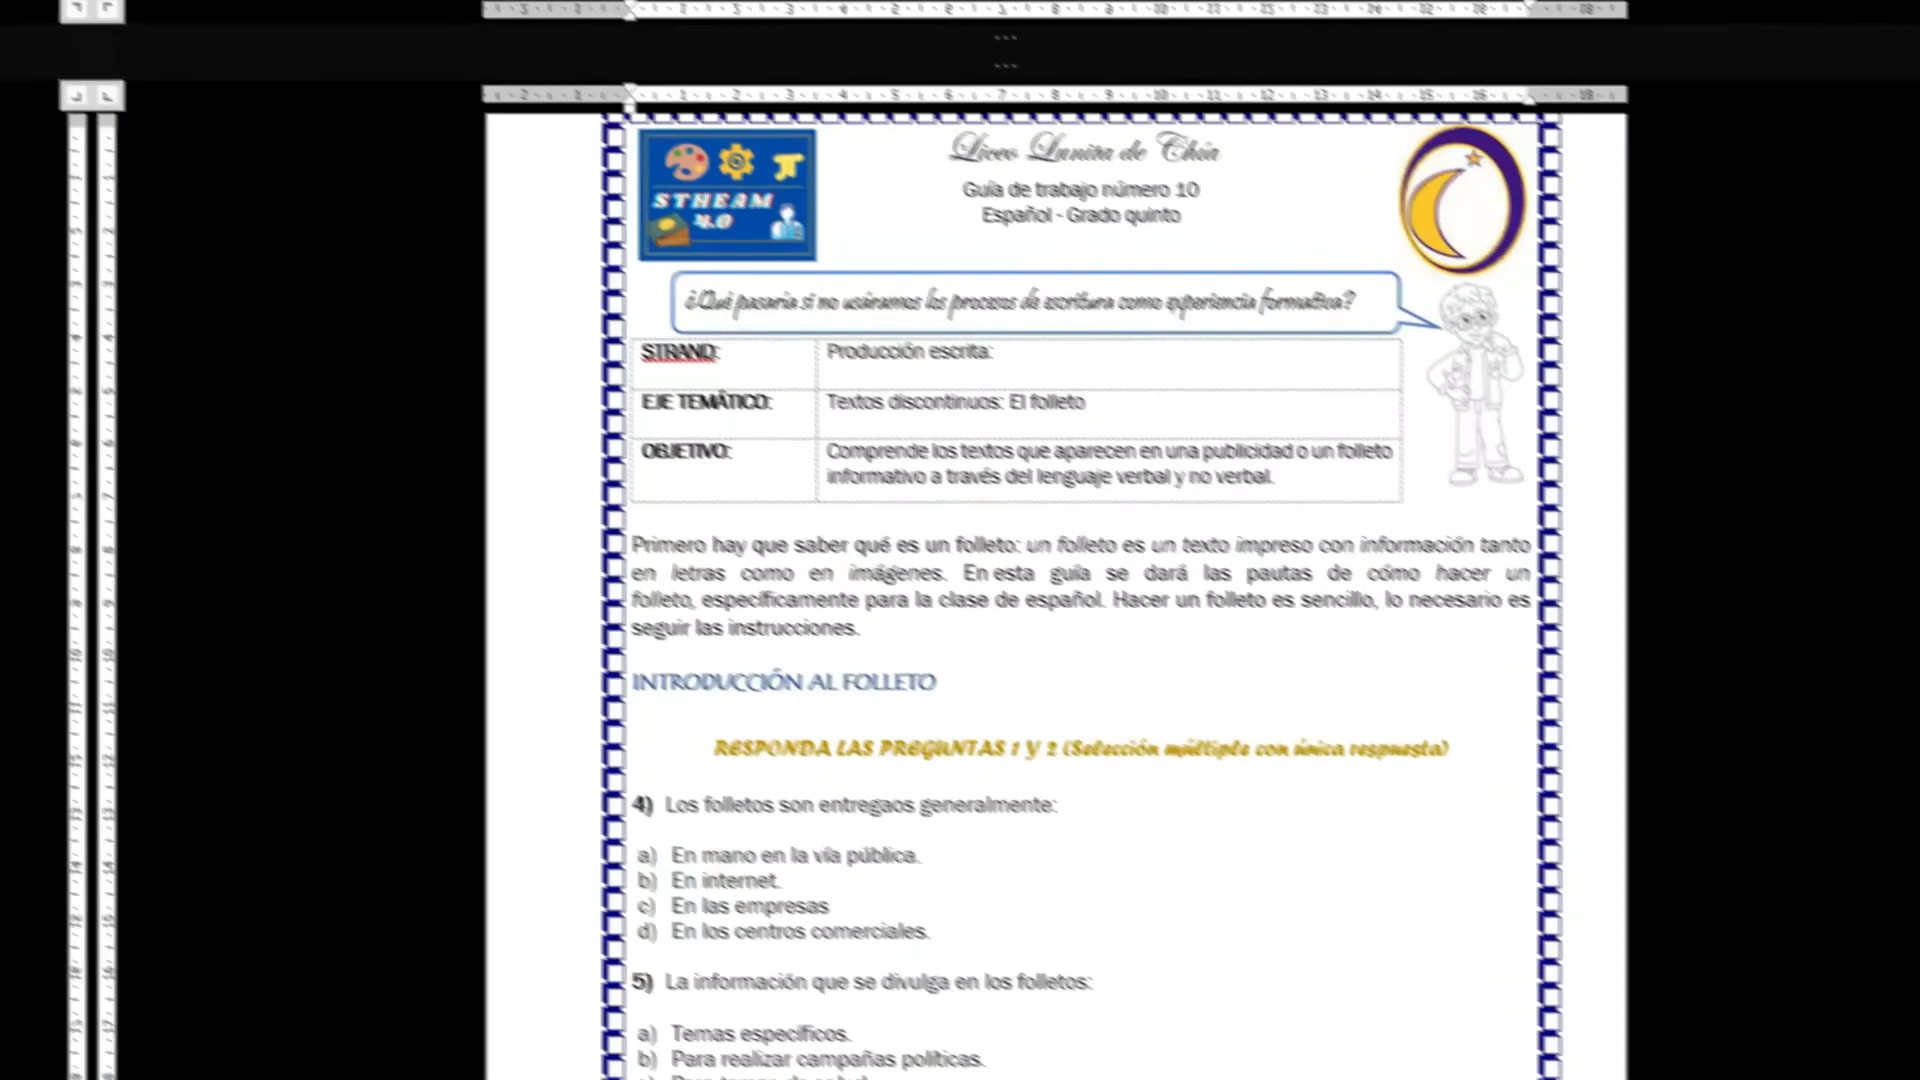 Liceo Lunita de Chía
Guía de trabajo número 10
Español - Grado quinto
STHEAM
4.0
¿Qué pasaría si no usáramos los procesos de escritura como experiencia formativa?
STRAND: Producción escrita:
EJE TEMÁTICO: Textos discontinuos: El folleto
OBJETIVO: Comprende los textos que aparecen en una publicidad o un folleto
informativo a través del lenguaje verbal y no verbal.
Primero hay que saber qué es un folleto: un folleto es un texto impreso con información tanto
en letras como en imágenes. En esta guía se dará las pautas de cómo hacer un
folleto, específicamente para la clase de español. Hacer un folleto es sencillo, lo necesario es
seguir las instrucciones.
INTRODUCCIÓN AL FOLLETO
RESPONDA LAS PREGUNTAS 1 Y 2 (Selección múltiple con única respuesta)
4) Los folletos son entregaos generalmente:
a) En mano en la vía pública.
b) En internet.
c) En las empresas
d) En los centros comerciales.
5) La información que se divulga en los folletos:
a) Temas específicos.
b) Para realizar campañas políticas.